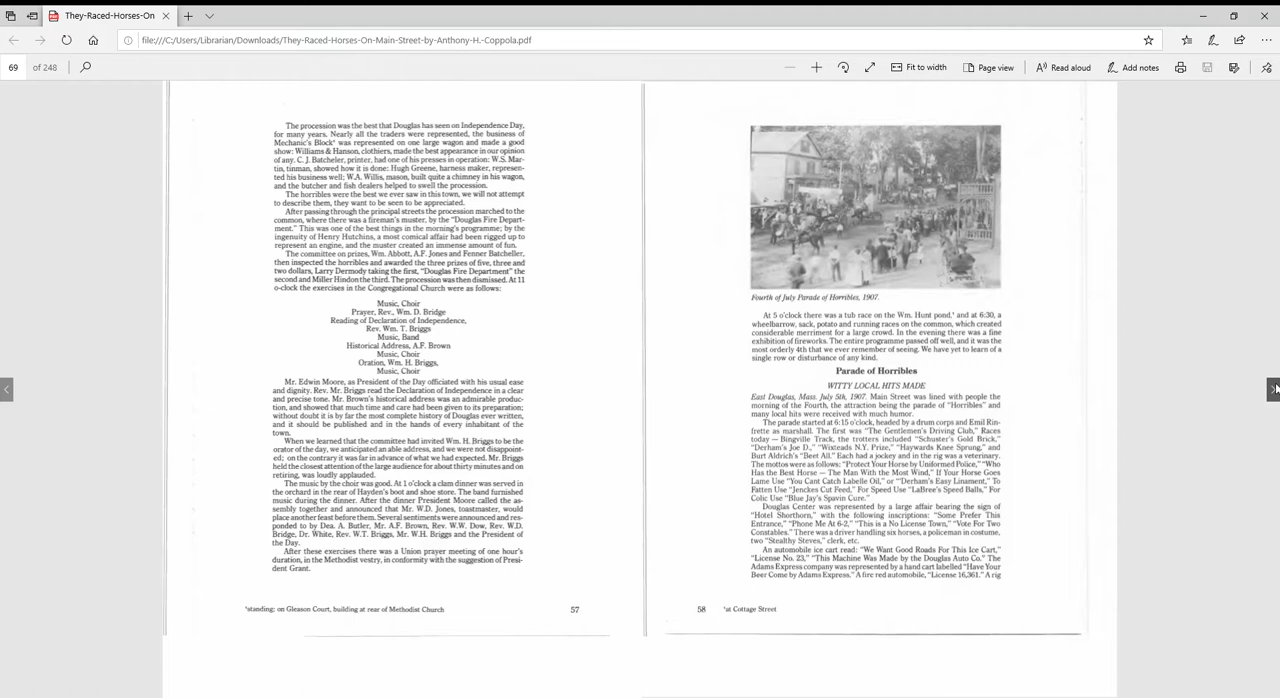 They-Raced-Horses-On
file:///C:/Users/Librarian/Downloads/They-Raced-Horses-On-Main-Street-by-Anthony-H.-Coppola.pdf
69 of 248
Fit to width
Page view
Read aloud
Add notes
The procession was the best that Douglas has seen on Independence Day,
for many years. Nearly all the traders were represented, the business of
Mechanic's Block¹ was represented on one large wagon and made a good
show: Williams & Hanson, clothiers, made the best appearance in our opinion
of any. C. J. Batcheler, printer, had one of his presses in operation: W.S. Mar-
tin, tinman, showed how it is done: Hugh Greene, harness maker, represen-
ted his business well; W.A. Willis, mason, built quite a chimney in his wagon,
and the butcher and fish dealers helped to swell the procession.
The horribles were the best we ever saw in this town, we will not attempt
to describe them, they want to be seen to be appreciated.
After passing through the principal streets the procession marched to the
common, where there was a fireman's muster, by the "Douglas Fire Depart-
ment." This was one of the best things in the morning's programme; by the
ingenuity of Henry Hutchins, a most comical affair had been rigged up to
represent an engine, and the muster created an immense amount of fun.
The committee on prizes, Wm. Abbott, A.F. Jones and Fenner Batcheller,
then inspected the horribles and awarded the three prizes of five, three and
two dollars, Larry Dermody taking the first, "Douglas Fire Department" the
second and Miller Hindon the third. The procession was then dismissed. At 11
o-clock the exercises in the Congregational Church were as follows:
Music, Choir
Prayer, Rev., Wm. D. Bridge
Reading of Declaration of Independence,
Rev. Wm. T. Briggs
Music, Band
Historical Address, A.F. Brown
Music, Choir
Oration, Wm. H. Briggs,
Music, Choir
Mr. Edwin Moore, as President of the Day officiated with his usual ease
and dignity. Rev. Mr. Briggs read the Declaration of Independence in a clear
and precise tone. Mr. Brown's historical address was an admirable produc-
tion, and showed that much time and care had been given to its preparation;
without doubt it is by far the most complete history of Douglas ever written,
and it should be published and in the hands of every inhabitant of the
town.
When we learned that the committee had invited Wm. H. Briggs to be the
orator of the day, we anticipated an able address, and we were not disappoint-
ed; on the contrary it was far in advance of what we had expected. Mr. Briggs
held the closest attention of the large audience for about thirty minutes and on
retiring, was loudly applauded.
The music by the choir was good. At 1 o'clock a clam dinner was served in
the orchard in the rear of Hayden's boot and shoe store. The band furnished
music during the dinner. After the dinner President Moore called the as-
sembly together and announced that Mr. W.D. Jones, toastmaster, would
place another feast before them. Several sentiments were announced and res-
ponded to by Dea. A. Butler, Mr. A.F. Brown, Rev. W.W. Dow, Rev. W.D.
Bridge, Dr. White, Rev. W.T. Briggs, Mr. W.H. Briggs and the President of
the Day.
After these exercises there was a Union prayer meeting of one hour's
duration, in the Methodist vestry, in conformity with the suggestion of Presi-
dent Grant.
¹standing; on Gleason Court, building at rear of Methodist Church
57
Fourth of July Parade of Horribles, 1907.
At 5 o'clock there was a tub race on the Wm. Hunt pond,¹ and at 6:30, a
wheelbarrow, sack, potato and running races on the common, which created
considerable merriment for a large crowd. In the evening there was a fine
exhibition of fireworks. The entire programme passed off well, and it was the
most orderly 4th that we ever remember of seeing. We have yet to learn of a
single row or disturbance of any kind.
Parade of Horribles
WITTY LOCAL HITS MADE
East Douglas, Mass. July 5th, 1907. Main Street was lined with people the
morning of the Fourth, the attraction being the parade of "Horribles" and
many local hits were received with much humor.
The parade started at 6:15 o'clock, headed by a drum corps and Emil Rin-
frette as marshall. The first was "The Gentlemen's Driving Club," Races
today — Bingville Track, the trotters included "Schuster's Gold Brick,"
"Derham's Joe D.," "Wixteads N.Y. Prize," "Haywards Knee Sprung," and
Burt Aldrich's "Beet All." Each had a jockey and in the rig was a veterinary.
The mottos were as follows: "Protect Your Horse by Uniformed Police," "Who
Has the Best Horse — The Man With the Most Wind," If Your Horse Goes
Lame Use "You Cant Catch Labelle Oil," or "'Derham's Easy Linament," To
Fatten Use "Jenckes Cut Feed," For Speed Use "LaBree's Speed Balls," For
Colic Use "Blue Jay's Spavin Cure."
Douglas Center was represented by a large affair bearing the sign of
"Hotel Shorthorn," with the following inscriptions: "Some Prefer This
Entrance," "Phone Me At 6-2," "This is a No License Town," "Vote For Two
Constables." There was a driver handling six horses, a policeman in costume,
two "Stealthy Steves," clerk, etc.
An automobile ice cart read: "We Want Good Roads For This Ice Cart,"
"License No. 23," "This Machine Was Made by the Douglas Auto Co." The
Adams Express company was represented by a hand cart labelled "Have Your
Beer Come by Adams Express." A fire red automobile, "License 16,361." A rig
58
¹at Cottage Street